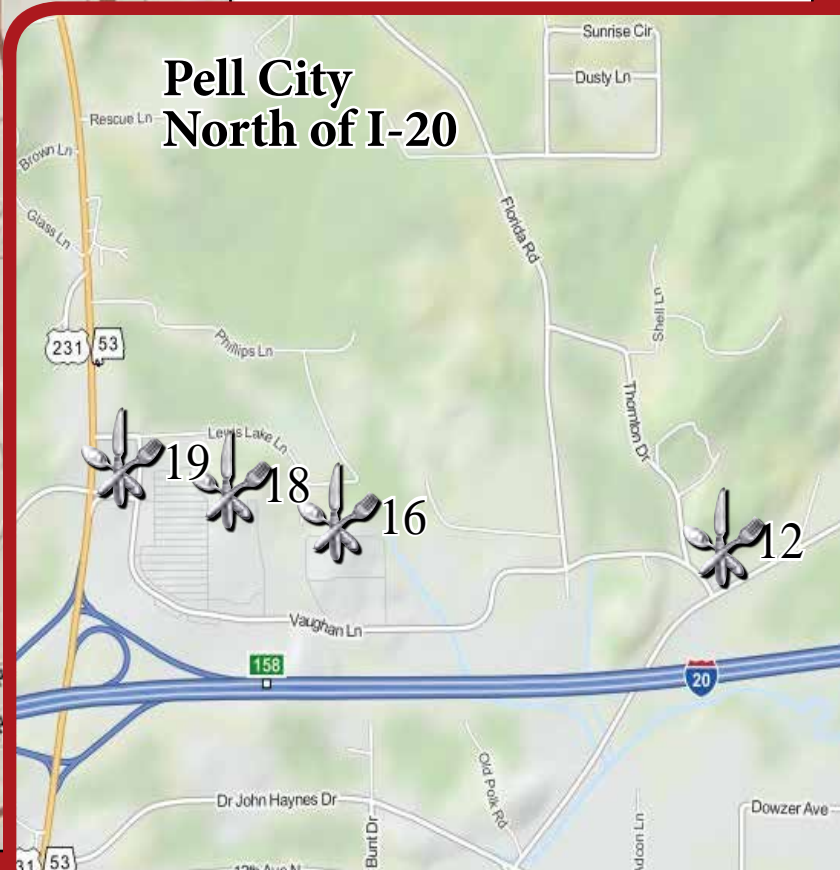 Sunrise Cir
Pell City
Dusty Ln
Rescue Ln
North of I-20
Brown Ln
Glass Ln
Florida Rd
Shell Ln
231 53
Phillips Ln
Thornton Dr
Lewis Lake Ln
19
18
16
12
Vaughan Ln
158
20
Old Polk Rd
Dr John Haynes Dr
Dowzer Ave
Bunt Dr
53